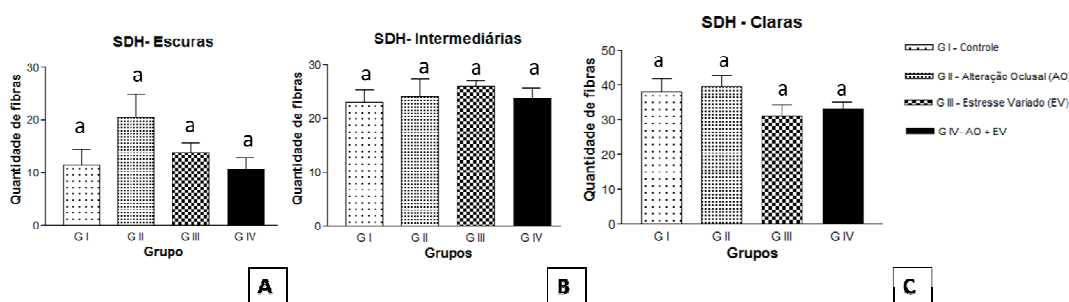 SDH- Escuras
Quantidade de fibras
30
20
10
0
a
a
a
a
G I
G II
G III
G IV
Grupo
A
SDH- Intermediárias
Quantidade de fibras
30
20
10
0
a
a
a
a
G I
G II
G III
G IV
Grupos
B
SDH - Claras
Quantidade de fibras
50
40
30
20
10
0
a
a
a
a
G I
G II
G III
G IV
Grupos
C
G I - Controle
G II - Alteração Oclusal (AO)
G III - Estresse Variado (EV)
G IV- AO + EV